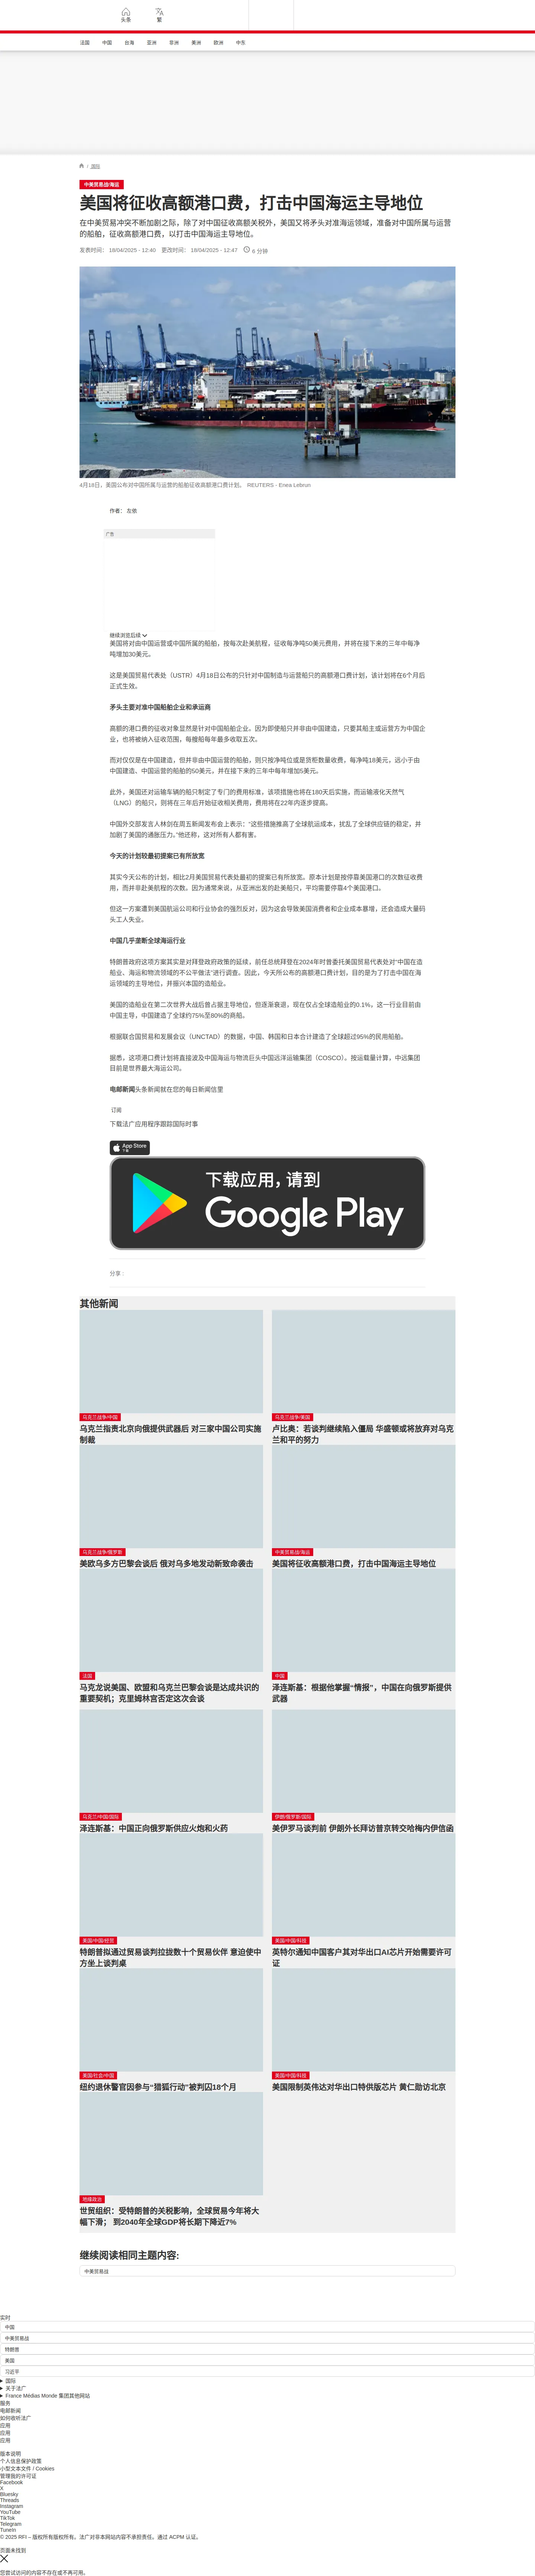 头条
繁
法国 中国 台海 亚洲 非洲 美洲 欧洲 中东
/ 国际
中美贸易战/海运
美国将征收高额港口费，打击中国海运主导地位
在中美贸易冲突不断加剧之际，除了对中国征收高额关税外，美国又将矛头对准海运领域，准备对中国所属与运营
的船舶，征收高额港口费，以打击中国海运主导地位。
发表时间： 18/04/2025 - 12:40 更改时间： 18/04/2025 - 12:47 6 分钟
4月18日，美国公布对中国所属与运营的船舶征收高额港口费计划。 REUTERS - Enea Lebrun
作者： 左依
广告
继续浏览后续
美国将对由中国运营或中国所属的船舶，按每次赴美航程，征收每净吨50美元费用，并将在接下来的三年中每净
吨增加30美元。
这是美国贸易代表处（USTR）4月18日公布的只针对中国制造与运营船只的高额港口费计划，该计划将在6个月后
正式生效。
矛头主要对准中国船舶企业和承运商
高额的港口费的征收对象显然是针对中国船舶企业。因为即使船只并非由中国建造，只要其船主或运营方为中国企
业，也将被纳入征收范围，每艘船每年最多收取五次。
而对仅仅是在中国建造，但并非由中国运营的船舶，则只按净吨位或是货柜数量收费，每净吨18美元，远小于由
中国建造、中国运营的船舶的50美元，并在接下来的三年中每年增加5美元。
此外，美国还对运输车辆的船只制定了专门的费用标准，该项措施也将在180天后实施，而运输液化天然气
（LNG）的船只，则将在三年后开始征收相关费用，费用将在22年内逐步提高。
中国外交部发言人林剑在周五新闻发布会上表示：“这些措施推高了全球航运成本，扰乱了全球供应链的稳定，并
加剧了美国的通胀压力。”他还称，这对所有人都有害。
今天的计划较最初提案已有所放宽
其实今天公布的计划，相比2月美国贸易代表处最初的提案已有所放宽。原本计划是按停靠美国港口的次数征收费
用，而并非赴美航程的次数。因为通常来说，从亚洲出发的赴美船只，平均需要停靠4个美国港口。
但这一方案遭到美国航运公司和行业协会的强烈反对，因为这会导致美国消费者和企业成本暴增，还会造成大量码
头工人失业。
中国几乎垄断全球海运行业
特朗普政府这项方案其实是对拜登政府政策的延续，前任总统拜登在2024年时曾委托美国贸易代表处对“中国在造
船业、海运和物流领域的不公平做法”进行调查。因此，今天所公布的高额港口费计划，目的是为了打击中国在海
运领域的主导地位，并振兴本国的造船业。
美国的造船业在第二次世界大战后曾占据主导地位，但逐渐衰退，现在仅占全球造船业的0.1%。这一行业目前由
中国主导，中国建造了全球约75%至80%的商船。
根据联合国贸易和发展会议（UNCTAD）的数据，中国、韩国和日本合计建造了全球超过95%的民用船舶。
据悉，这项港口费计划将直接波及中国海运与物流巨头中国远洋运输集团（COSCO）。按运载量计算，中远集团
目前是世界最大海运公司。
电邮新闻头条新闻就在您的每日新闻信里
订阅
下载法广应用程序跟踪国际时事
App Store
下载
下载应用，请到
Google Play
分享 :
其他新闻
乌克兰战争/中国
乌克兰指责北京向俄提供武器后 对三家中国公司实施
制裁
乌克兰战争/美国
卢比奥：若谈判继续陷入僵局 华盛顿或将放弃对乌克
兰和平的努力
马克兰战争/俄罗斯
美欧乌多方巴黎会谈后 俄对乌多地发动新致命袭击
中美贸易战/海运
美国将征收高额港口费，打击中国海运主导地位
法国
马克龙说美国、欧盟和乌克兰巴黎会谈是达成共识的
重要契机；克里姆林宫否定这次会谈
中国
泽连斯基：根据他掌握“情报”，中国在向俄罗斯提供
武器
乌克兰/中国/国际
泽连斯基：中国正向俄罗斯供应火炮和火药
伊朗/俄罗斯/国际
美伊罗马谈判前 伊朗外长拜访普京转交哈梅内伊信函
美国/中国/经贸
特朗普拟通过贸易谈判拉拢数十个贸易伙伴 意迫使中
方坐上谈判桌
美国/中国/科技
英特尔通知中国客户其对华出口AI芯片开始需要许可
证
美国/社会/中国
纽约退休警官因参与“猎狐行动”被判囚18个月
美国/中国/科技
美国限制英伟达对华出口特供版芯片 黄仁勋访北京
地缘政治
世贸组织：受特朗普的关税影响，全球贸易今年将大
幅下滑； 到2040年全球GDP将长期下降近7%
继续阅读相同主题内容:
中美贸易战
实时
中国
中美贸易战
特朗普
美国
习近平
国际
关于法广
France Médias Monde 集团其他网站
服务
电邮新闻
如何收听法广
应用
应用
应用
版本说明
个人信息保护政策
小型文本文件 / Cookies
管理我的许可证
Facebook
X
Bluesky
Threads
Instagram
YouTube
TikTok
Telegram
TuneIn
© 2025 RFI – 版权所有版权所有。法广对非本网站内容不承担责任。通过 ACPM 认证。
页面未找到
您尝试访问的内容不存在或不再可用。